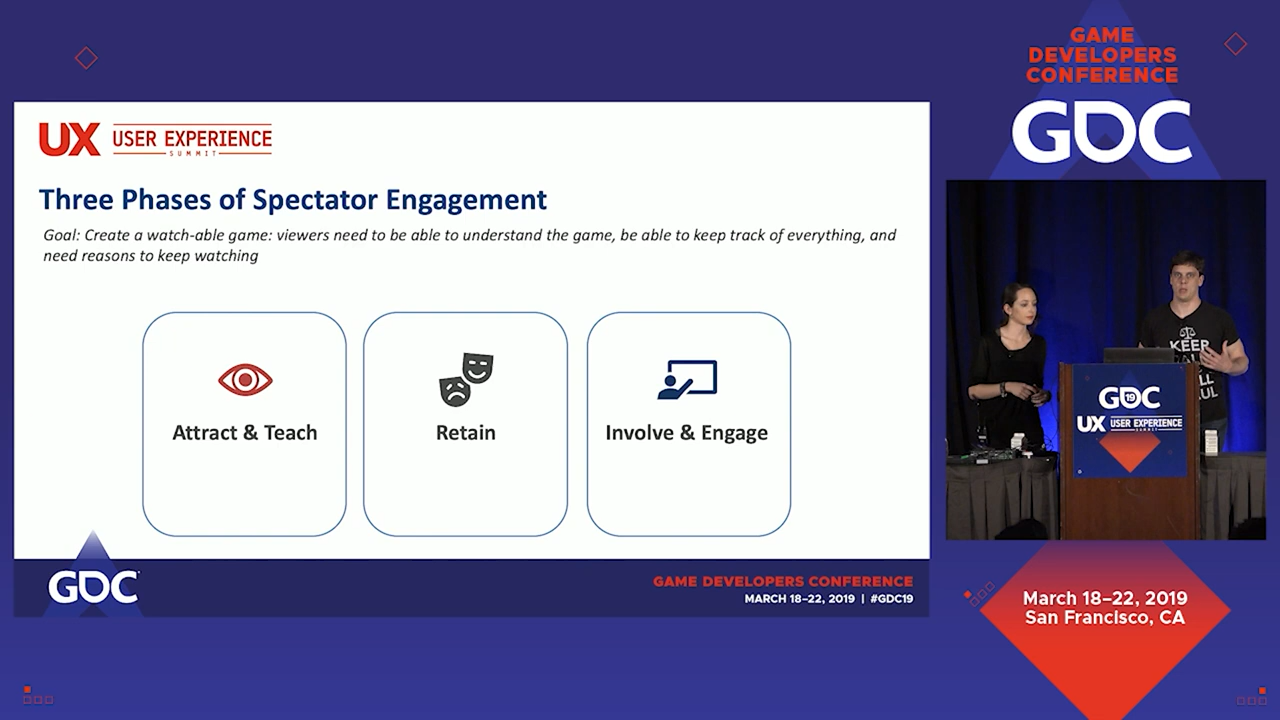 GAME
DEVELOPERS
CONFERENCE
GDC
UX USER EXPERIENCE
SUMMIT
Three Phases of Spectator Engagement
Goal: Create a watch-able game: viewers need to be able to understand the game, be able to keep track of everything, and
need reasons to keep watching
Attract & Teach
Retain
Involve & Engage
GDC
GAME DEVELOPERS CONFERENCE
MARCH 18–22, 2019 | #GDC19
KEEP
GDC
19
UX USER EXPERIENCE
SUMMIT
March 18–22, 2019
San Francisco, CA